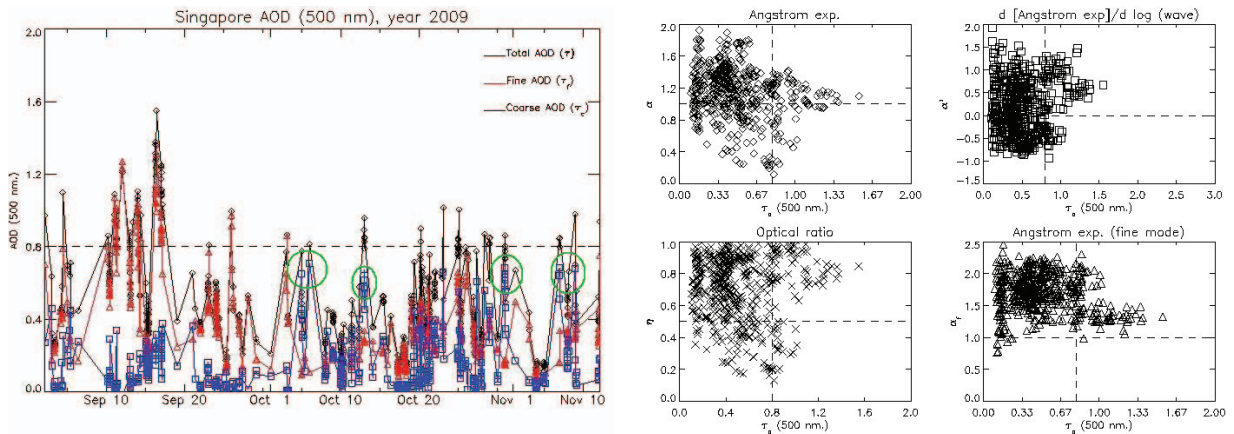 Singapore AOD (500 nm), year 2009
2.0
1.6
1.2
0.8
0.4
0.0
AOD (500 nm.)
Total AOD (τ)
Fine AOD (τf)
Coarse AOD (τc)
Sep 10 Sep 20 Oct 1 Oct 10 Oct 20 Nov 1 Nov 10
Angstrom exp.
2.0
1.6
1.2
1.0
0.8
0.4
0.0
α
0.00 0.33 0.67 1.00 1.33 1.67 2.00
τa (500 nm.)
d [Angstrom exp]/d log (wave)
2.0
1.5
1.0
0.5
0.0
−0.5
−1.0
−1.5
α'
0.0 0.5 1.0 1.5 2.0 2.5 3.0
τa (500 nm.)
Optical ratio
1.0
0.8
0.6
0.4
0.2
0.0
η
0.0 0.4 0.8 1.2 1.6 2.0
τa (500 nm.)
Angstrom exp. (fine mode)
2.5
2.0
1.5
1.0
0.5
0.0
αf
0.00 0.33 0.67 1.00 1.33 1.67 2.00
τa (500 nm.)